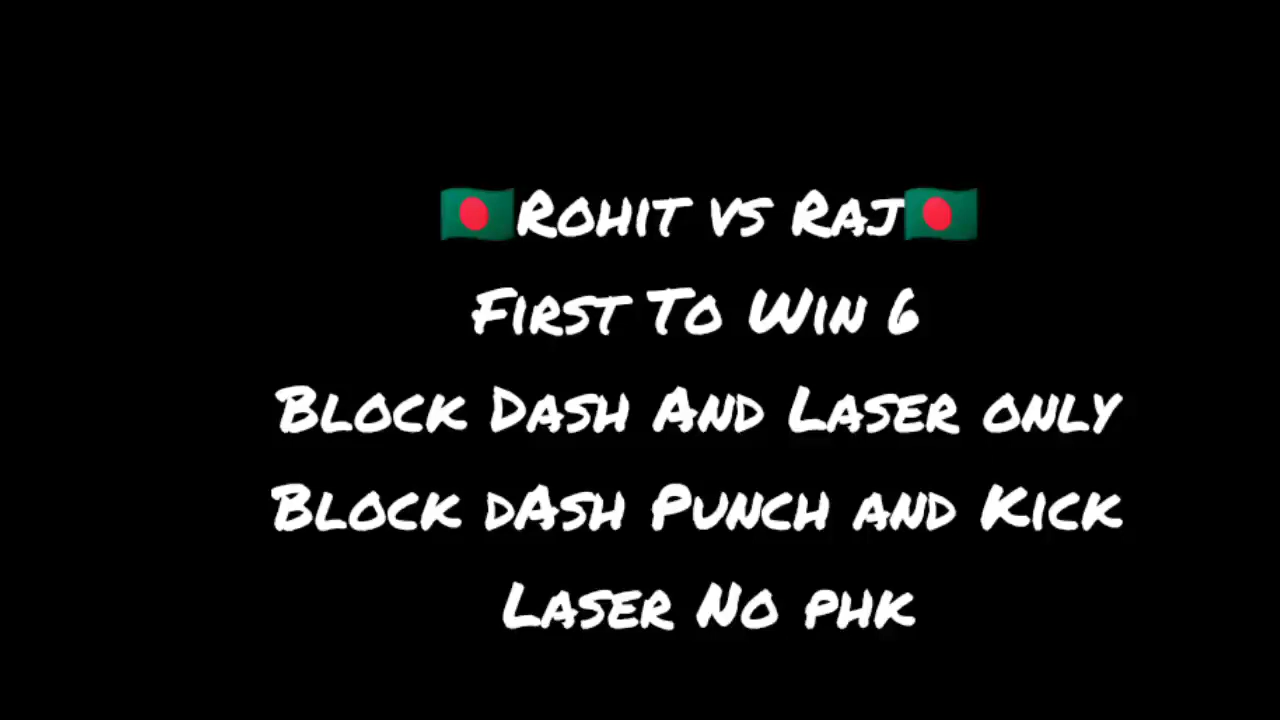 🇧🇩Rohit vs Raj🇧🇩
First To Win 6
Block Dash And Laser only
Block dAsh Punch and Kick
Laser No phk